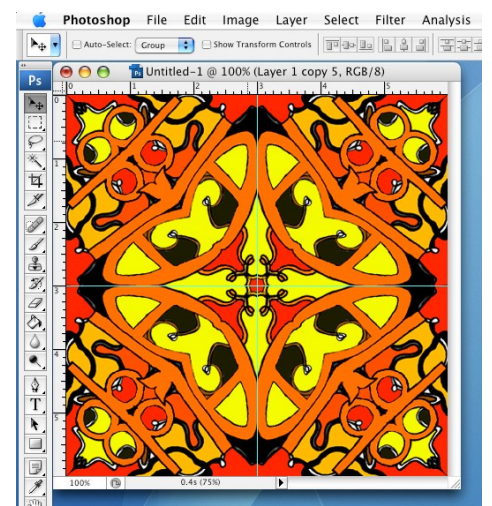 Photoshop File Edit Image Layer Select Filter Analysis
Auto-Select: Group Show Transform Controls
Ps
Untitled-1 @ 100% (Layer 1 copy 5, RGB/8)
0 1 2 3 4 5
0
1
2
3
4
5
T
100% 0.4s (75%)